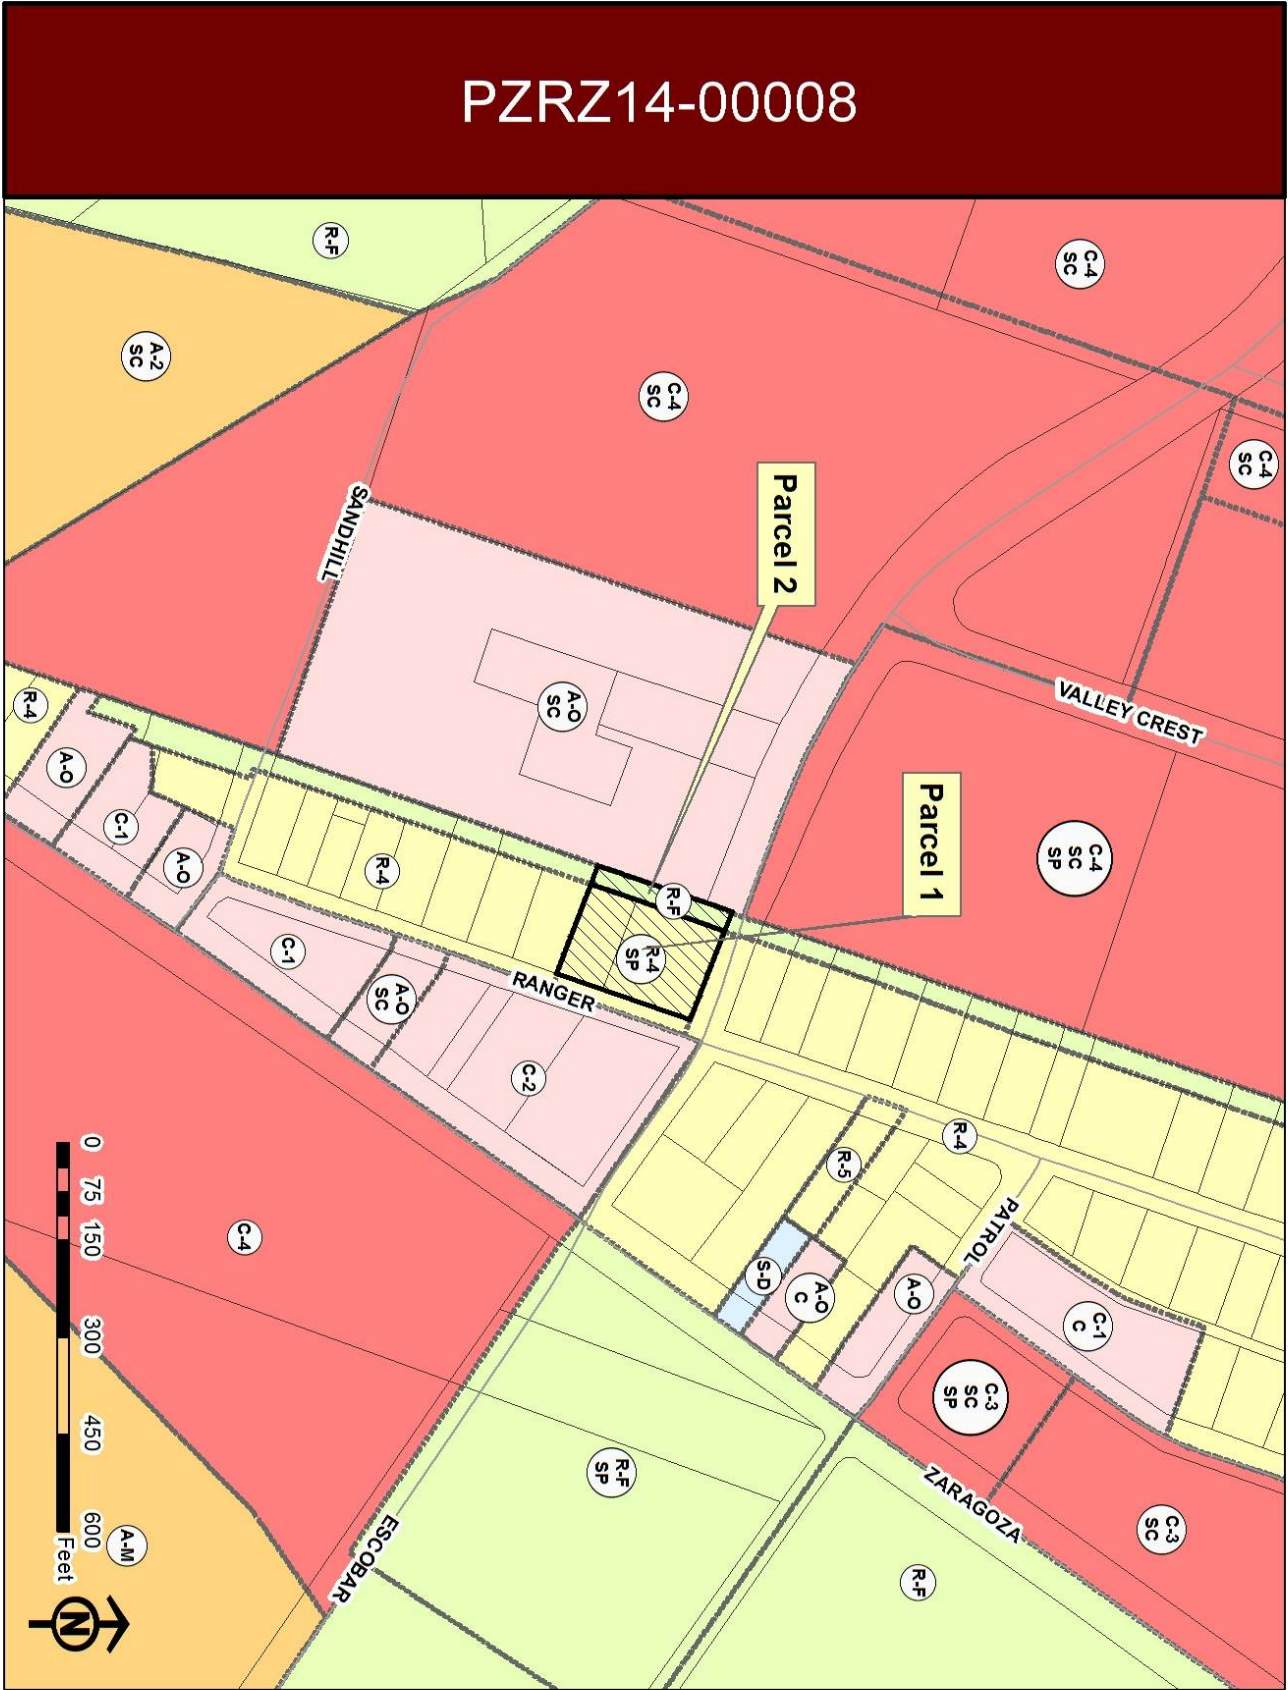 PZRZ14-00008
R-F
C-4
SC
A-2
SC
C-4
SC
C-4
SC
Parcel 2
SANDHILL
VALLEY CREST
A-O
SC
R-4
A-O
C-1
A-O
R-4
Parcel 1
C-4
SC
SP
R-F
R-4
SP
C-1
A-O
SC
RANGER
C-2
R-4
R-5
PATROL
S-D
A-O
C
A-O
C-1
C
C-4
C-3
SC
SP
R-F
SP
ZARAGOZA
C-3
SC
R-F
ESCOBAR
A-M
0 75 150 300 450 600
Feet
N